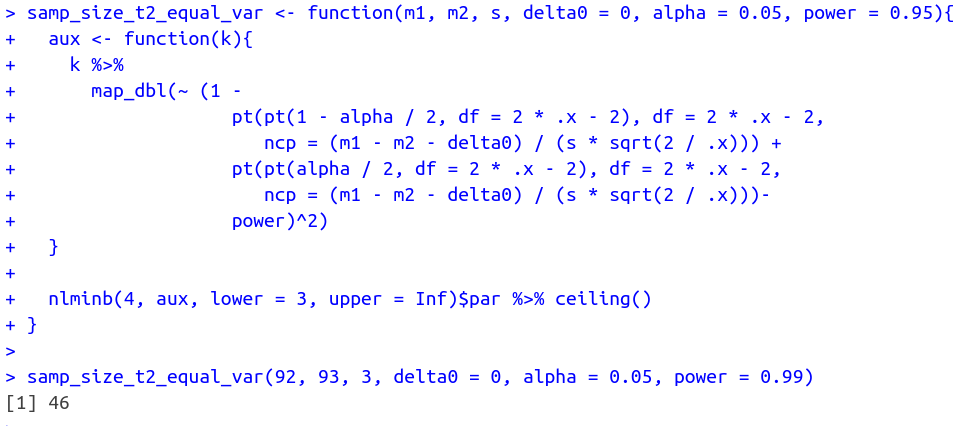 > samp_size_t2_equal_var <- function(m1, m2, s, delta0 = 0, alpha = 0.05, power = 0.95){
+   aux <- function(k){
+     k %>%
+       map_dbl(~ (1 -
+                    pt(pt(1 - alpha / 2, df = 2 * .x - 2), df = 2 * .x - 2,
+                       ncp = (m1 - m2 - delta0) / (s * sqrt(2 / .x))) +
+                    pt(pt(alpha / 2, df = 2 * .x - 2), df = 2 * .x - 2,
+                       ncp = (m1 - m2 - delta0) / (s * sqrt(2 / .x)))-
+                    power)^2)
+   }
+
+   nlminb(4, aux, lower = 3, upper = Inf)$par %>% ceiling()
+ }
>
> samp_size_t2_equal_var(92, 93, 3, delta0 = 0, alpha = 0.05, power = 0.99)
[1] 46